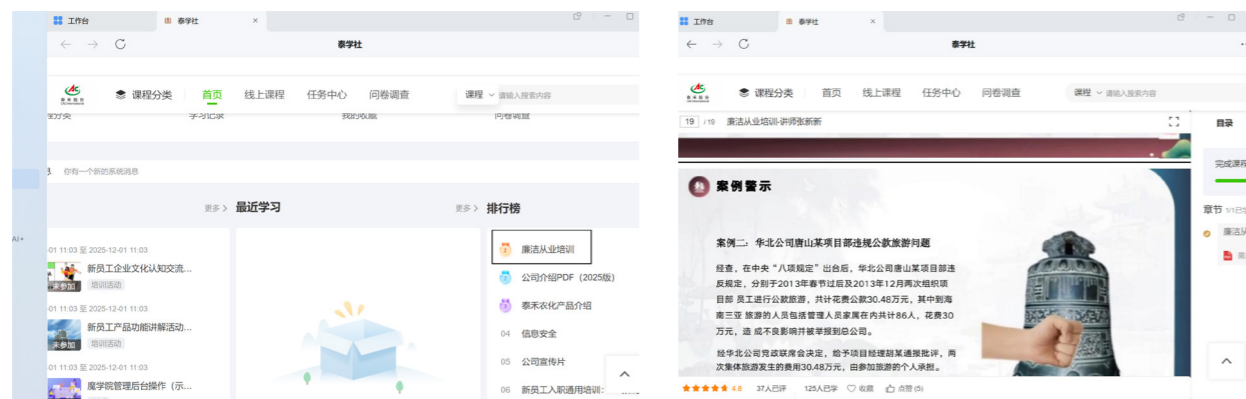 工作台
泰学社
泰学社
课程分类
首页
线上课程
任务中心
问卷调查
课程
请输入搜索内容
程分类
学习记录
我的收藏
问卷调查
你有一个新的系统消息
更多
最近学习
更多
排行榜
-01 11:03 至 2025-12-01 11:03
新员工企业文化认知交流...
未参加
培训活动
-01 11:03 至 2025-12-01 11:03
新员工产品功能讲解活动...
未参加
培训活动
-01 11:03 至 2025-12-01 11:03
魔学院管理后台操作（示...
廉洁从业培训
公司介绍PDF（2025版）
泰禾农化产品介绍
04 信息安全
05 公司宣传片
06 新员工入职通用培训：
AI+
工作台
泰学社
泰学社
课程分类
首页
线上课程
任务中心
问卷调查
课程
请输入搜索内容
19 /19 廉洁从业培训-讲师张新新
目录
案例警示
案例二：华北公司唐山某项目部违规公款旅游问题
经查，在中央“八项规定”出台后，华北公司唐山某项目部违
反规定，分别于2013年春节过后及2013年12月两次组织项
目部 员工进行公款旅游，共计花费公款30.48万元，其中到海
南三亚 旅游的人员包括管理人员家属在内共计86人，花费30
万元，造 成不良影响并被举报到总公司。
经华北公司党政联席会决定，给予项目经理胡某通报批评，两
次集体旅游发生的费用30.48万元，由参加旅游的个人承担。
完成课程
章节 1/1已学
廉洁从
4.8
37人已评
125人已学
收藏
点赞 (5)